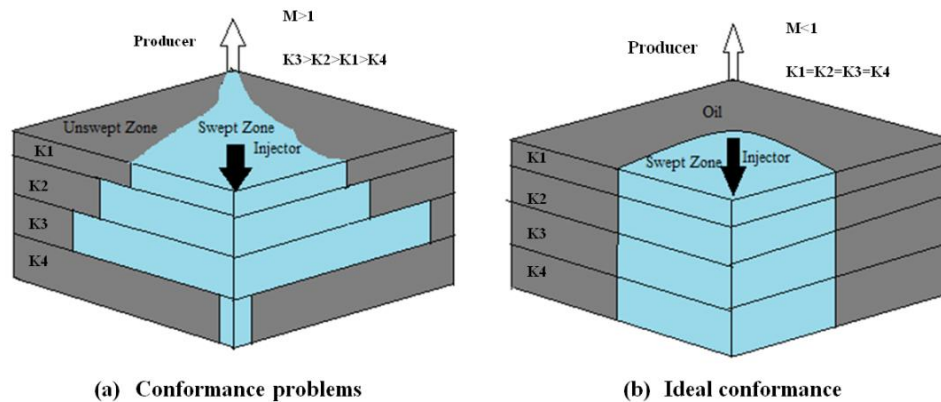 M>1
Producer
K3>K2>K1>K4
Unswept Zone
Swept Zone
Injector
K1
K2
K3
K4
(a) Conformance problems
M<1
Producer
K1=K2=K3=K4
Oil
Swept Zone
Injector
K1
K2
K3
K4
(b) Ideal conformance